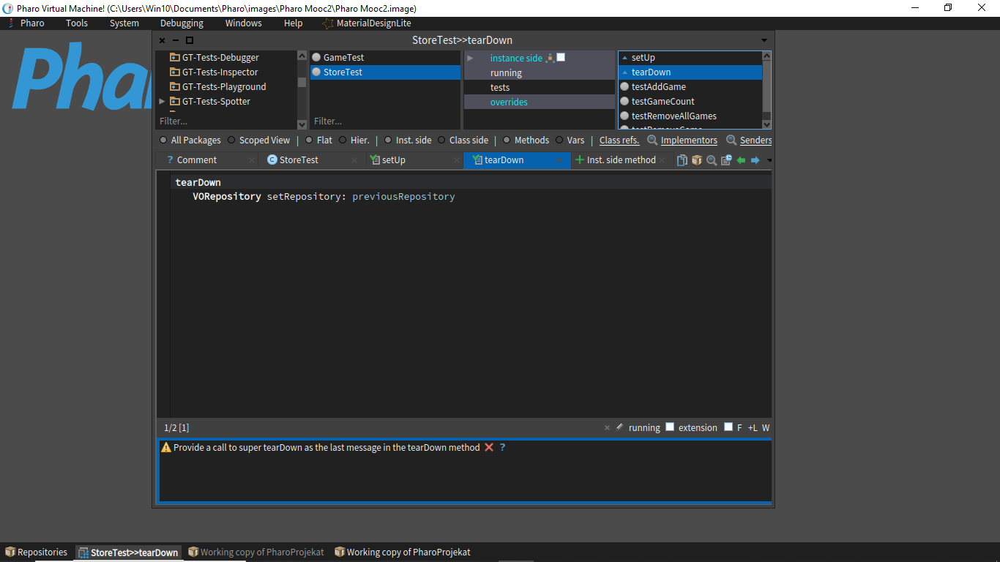 Pharo Virtual Machine! (C:\Users\Win10\Documents\Pharo\images\Pharo Mooc2\Pharo Mooc2.image)
Pharo Tools System Debugging Windows Help MaterialDesignLite
StoreTest>>tearDown
GT-Tests-Debugger
GT-Tests-Inspector
GT-Tests-Playground
GT-Tests-Spotter
Filter...
GameTest
StoreTest
Filter...
instance side
running
tests
overrides
setUp
tearDown
testAddGame
testGameCount
testRemoveAllGames
testRemoveGame
All Packages Scoped View | Flat Hier. | Inst. side Class side | Methods Vars | Class refs. Implementors Senders
? Comment StoreTest setUp tearDown Inst. side method
tearDown
VORepository setRepository: previousRepository
1/2 [1] running extension F +L W
Provide a call to super tearDown as the last message in the tearDown method ?
Repositories StoreTest>>tearDown Working copy of PharoProjekat Working copy of PharoProjekat